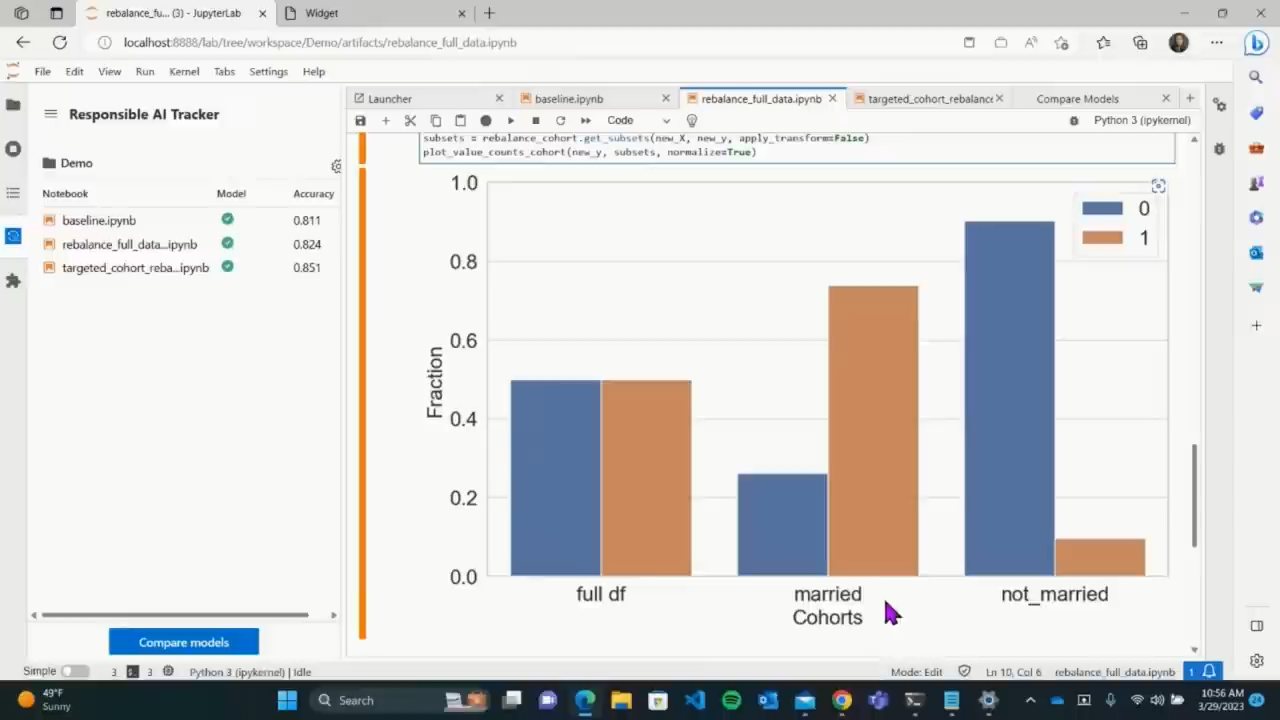 rebalance_fu... (3) - JupyterLab
Widget
localhost:8888/lab/tree/workspace/Demo/artifacts/rebalance_full_data.ipynb
File Edit View Run Kernel Tabs Settings Help
Responsible AI Tracker
Demo
Notebook Model Accuracy
baseline.ipynb 0.811
rebalance_full_data...ipynb 0.824
targeted_cohort_reba...ipynb 0.851
Compare models
Launcher
baseline.ipynb
rebalance_full_data.ipynb
targeted_cohort_rebalance
Compare Models
Code
Python 3 (ipykernel)
subsets = rebalance_cohort.get_subsets(new_X, new_y, apply_transform=False)
plot_value_counts_cohort(new_y, subsets, normalize=True)
1.0
0.8
0.6
0.4
0.2
0.0
Fraction
0
1
full df married not_married
Cohorts
Simple 3 3 Python 3 (ipykernel) | Idle
Mode: Edit Ln 10, Col 6 rebalance_full_data.ipynb 1
49°F
Sunny
Search
10:56 AM
3/29/2023